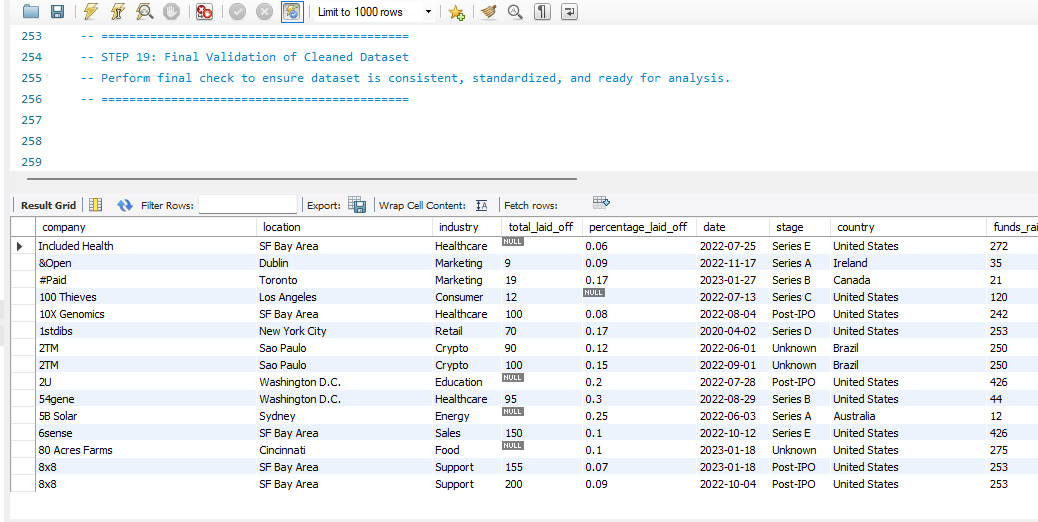 Limit to 1000 rows
253 -- ============================================
254 -- STEP 19: Final Validation of Cleaned Dataset
255 -- Perform final check to ensure dataset is consistent, standardized, and ready for analysis.
256 -- ============================================
257
258
259
Result Grid Filter Rows: Export: Wrap Cell Content: IA Fetch rows:
company location industry total_laid_off percentage_laid_off date stage country funds_rai
Included Health SF Bay Area Healthcare NULL 0.06 2022-07-25 Series E United States 272
&Open Dublin Marketing 9 0.09 2022-11-17 Series A Ireland 35
#Paid Toronto Marketing 19 0.17 2023-01-27 Series B Canada 21
100 Thieves Los Angeles Consumer 12 NULL 2022-07-13 Series C United States 120
10X Genomics SF Bay Area Healthcare 100 0.08 2022-08-04 Post-IPO United States 242
1stdibs New York City Retail 70 0.17 2020-04-02 Series D United States 253
2TM Sao Paulo Crypto 90 0.12 2022-06-01 Unknown Brazil 250
2TM Sao Paulo Crypto 100 0.15 2022-09-01 Unknown Brazil 250
2U Washington D.C. Education NULL 0.2 2022-07-28 Post-IPO United States 426
54gene Washington D.C. Healthcare 95 0.3 2022-08-29 Series B United States 44
5B Solar Sydney Energy NULL 0.25 2022-06-03 Series A Australia 12
6sense SF Bay Area Sales 150 0.1 2022-10-12 Series E United States 426
80 Acres Farms Cincinnati Food NULL 0.1 2023-01-18 Unknown United States 275
8x8 SF Bay Area Support 155 0.07 2023-01-18 Post-IPO United States 253
8x8 SF Bay Area Support 200 0.09 2022-10-04 Post-IPO United States 253